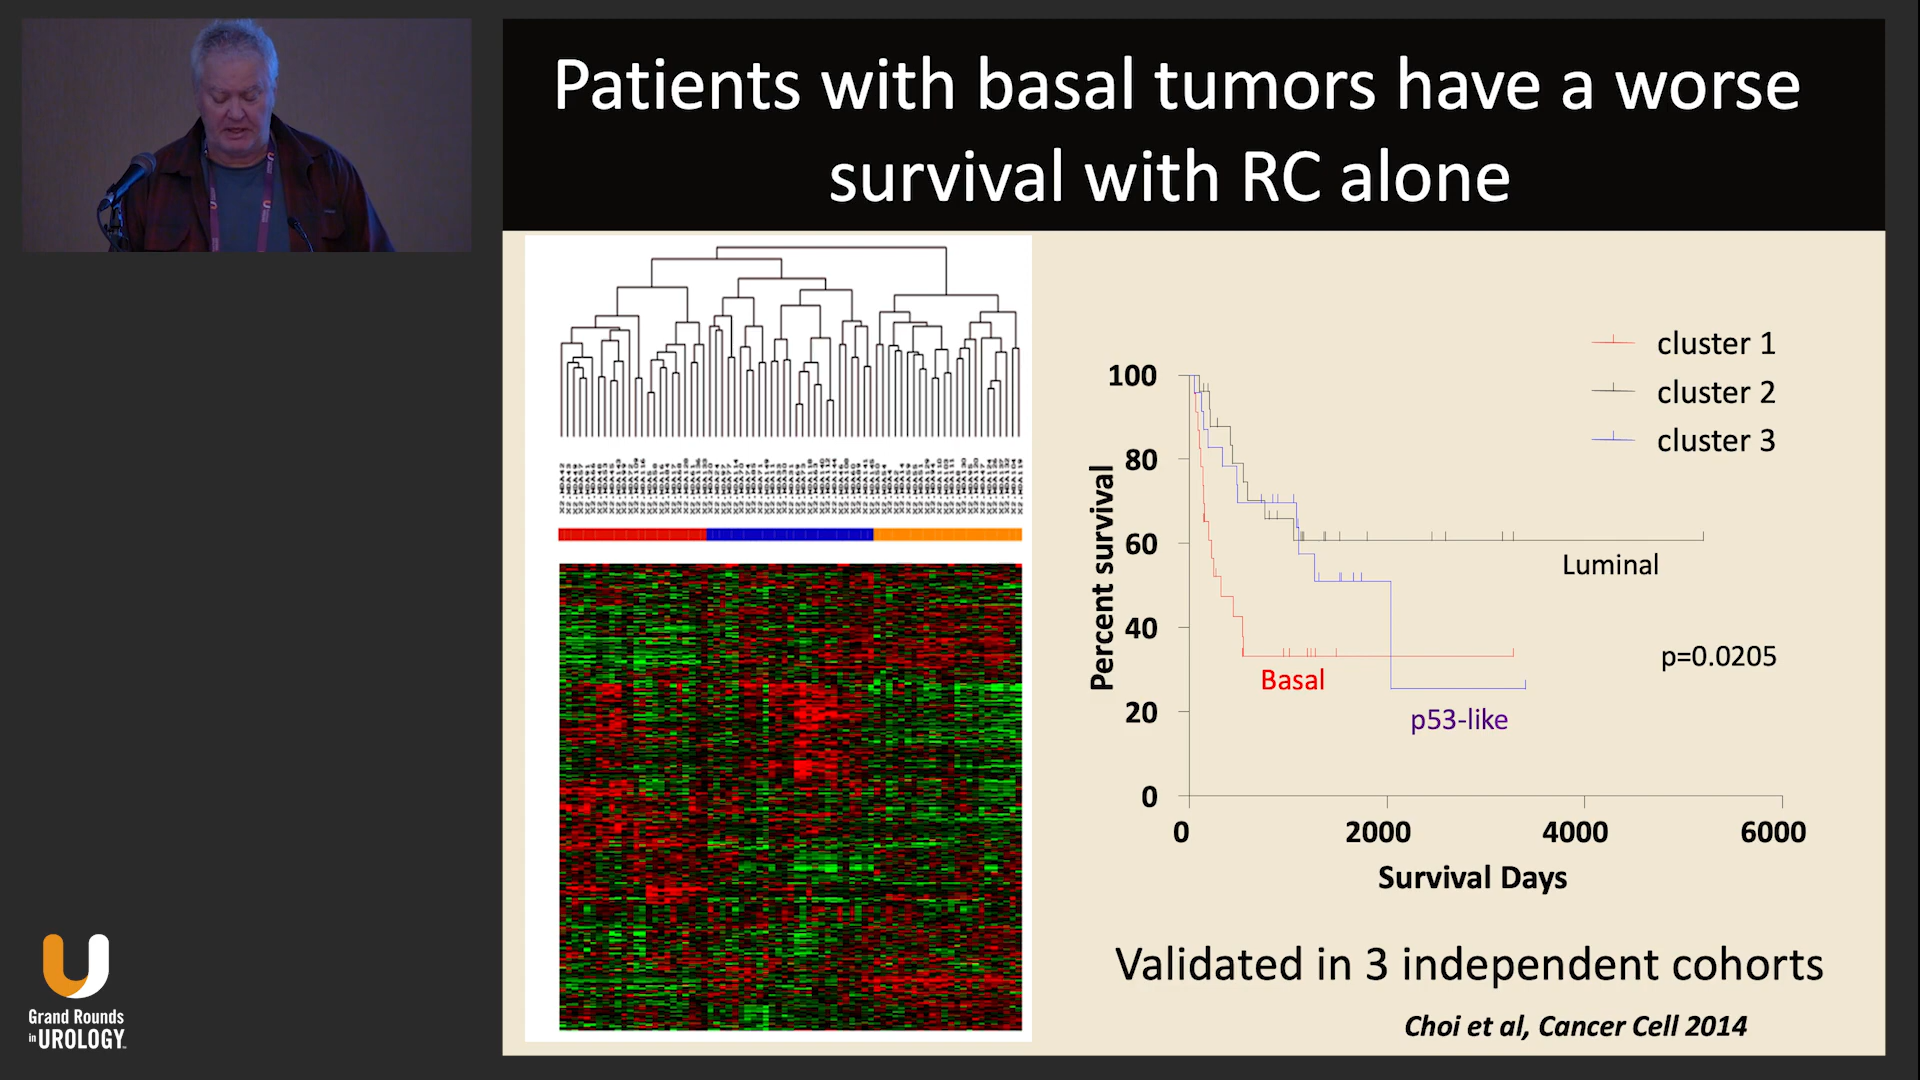 Patients with basal tumors have a worse
survival with RC alone
cluster 1
cluster 2
cluster 3
100
80
60
40
20
0
Percent survival
Luminal
p=0.0205
Basal
p53-like
0
2000
4000
6000
Survival Days
Validated in 3 independent cohorts
Choi et al, Cancer Cell 2014
Grand Rounds
in UROLOGY